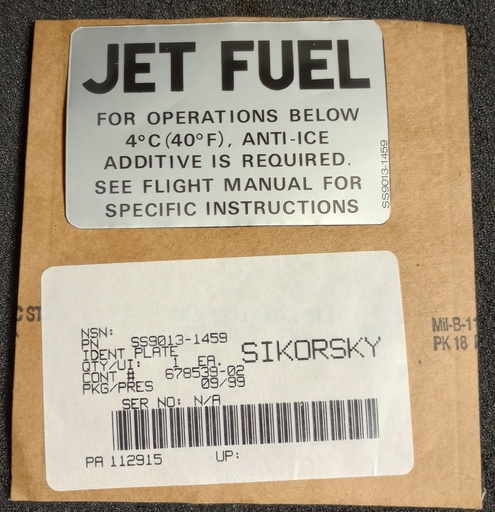 JET FUEL
FOR OPERATIONS BELOW
4°C (40°F), ANTI-ICE
ADDITIVE IS REQUIRED.
SEE FLIGHT MANUAL FOR
SPECIFIC INSTRUCTIONS
SS9013-1459
C ST
Mil-B-11
PK 18
NSN:
PN SS9013-1459
IDENT PLATE
QTY/UI: 1 EA.
CONT # 678539-02
PKG/PRES 09/99
SIKORSKY
SER NO: N/A
PA 112915 UP: